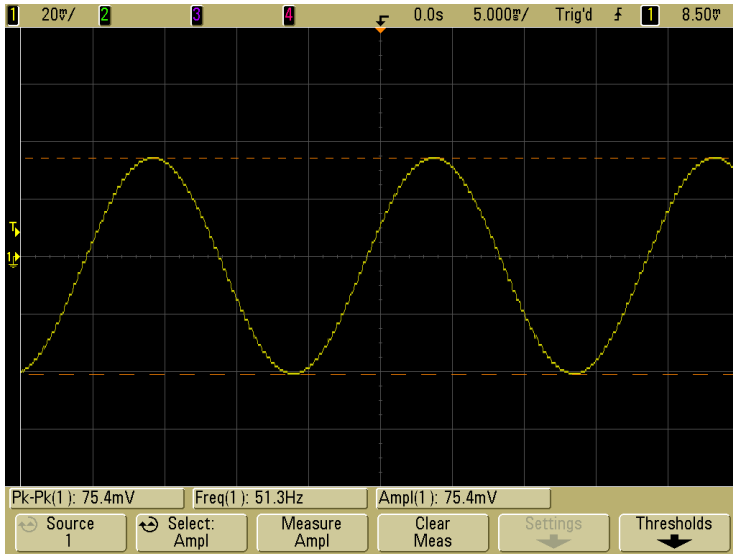 1 20mV/ 2 3 4 0.0s 5.000ms/ Trig'd 1 8.50mV
T
1
Pk-Pk(1): 75.4mV Freq(1): 51.3Hz Ampl(1): 75.4mV
Source Select: Measure Clear Settings Thresholds
1 Ampl Ampl Meas